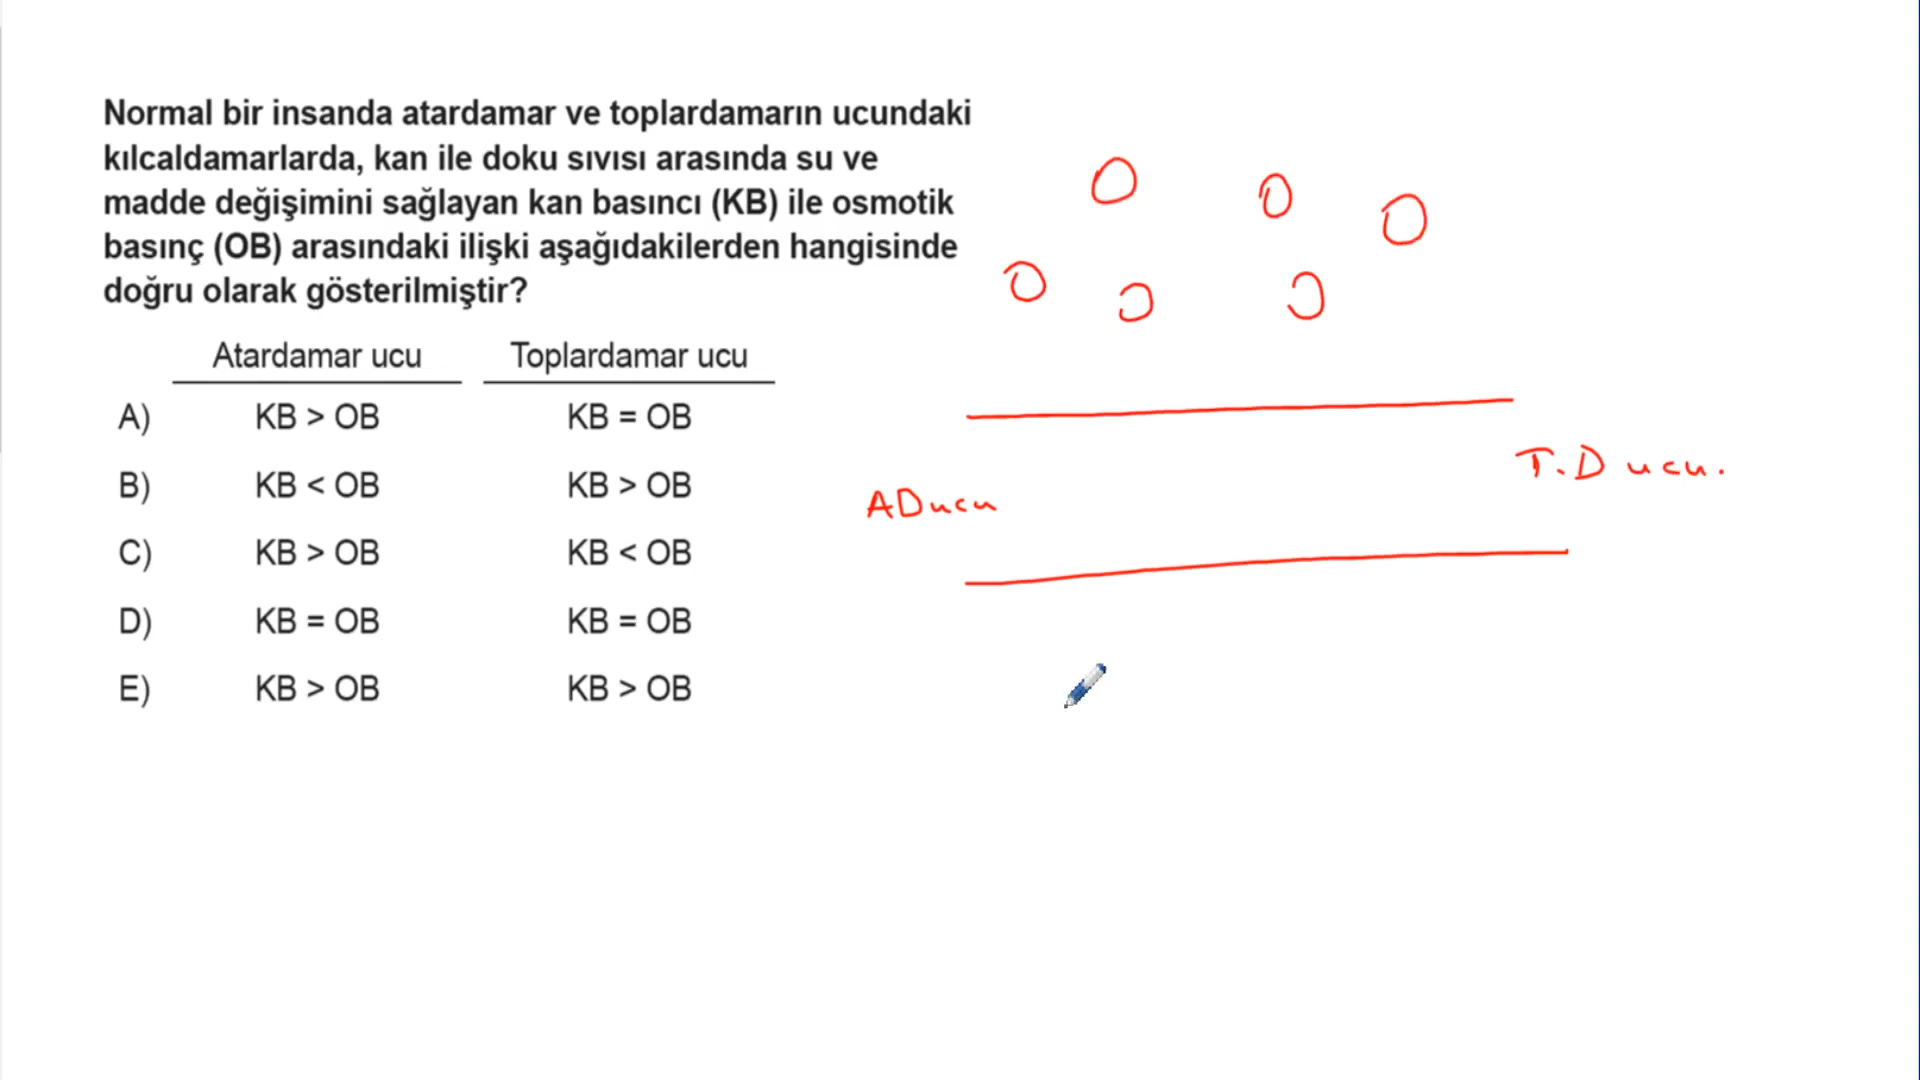 Normal bir insanda atardamar ve toplardamarın ucundaki
kılcaldamarlarda, kan ile doku sıvısı arasında su ve
madde değişimini sağlayan kan basıncı (KB) ile osmotik
basınç (OB) arasındaki ilişki aşağıdakilerden hangisinde
doğru olarak gösterilmiştir?
Atardamar ucu Toplardamar ucu
A) KB > OB KB = OB
B) KB < OB KB > OB
C) KB > OB KB < OB
D) KB = OB KB = OB
E) KB > OB KB > OB
T.D ucu.
AD ucu